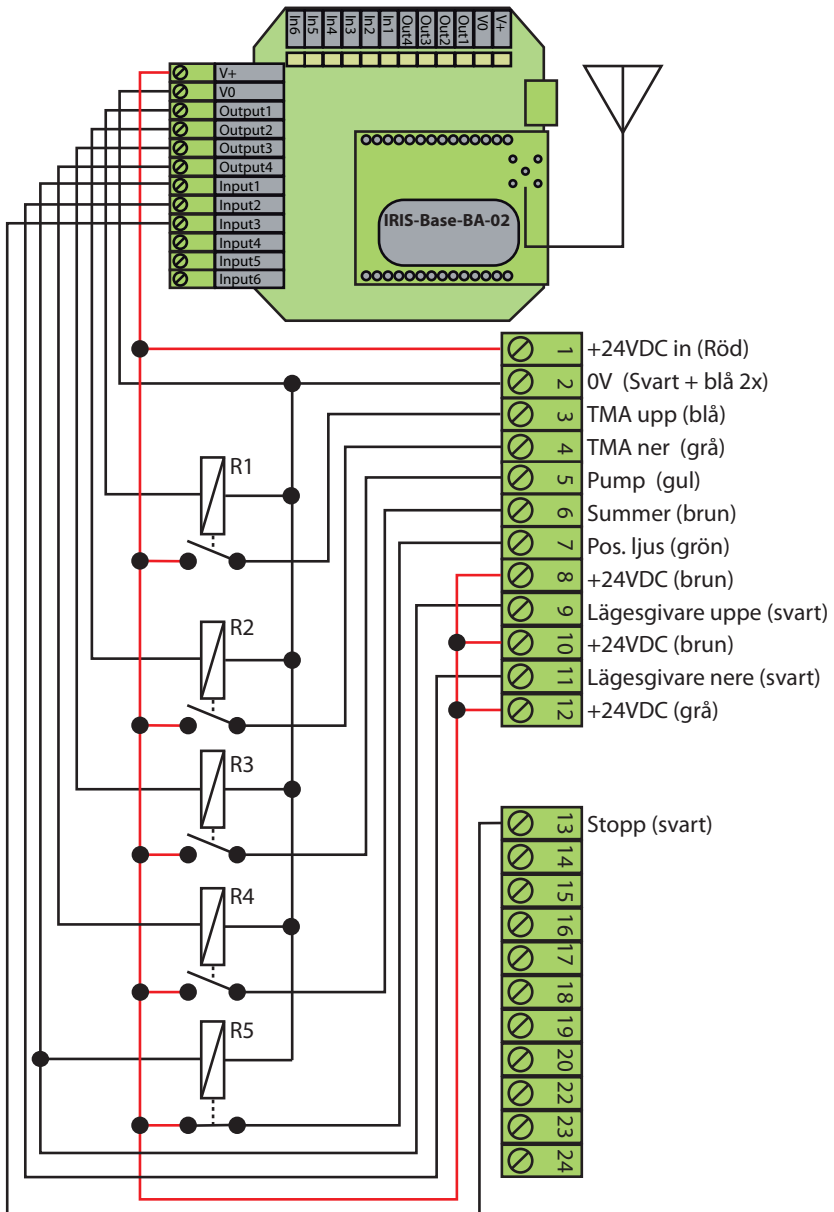 In6
In5
In4
In3
In2
In1
Out4
Out3
Out2
Out1
V0
V+
V+
V0
Output1
Output2
Output3
Output4
Input1
Input2
Input3
Input4
Input5
Input6
IRIS-Base-BA-02
1 +24VDC in (Röd)
2 0V (Svart + blå 2x)
3 TMA upp (blå)
4 TMA ner (grå)
5 Pump (gul)
6 Summer (brun)
7 Pos. ljus (grön)
8 +24VDC (brun)
9 Lägesgivare uppe (svart)
10 +24VDC (brun)
11 Lägesgivare nere (svart)
12 +24VDC (grå)
R1
R2
R3
R4
R5
13 Stopp (svart)
14
15
16
17
18
19
20
22
23
24